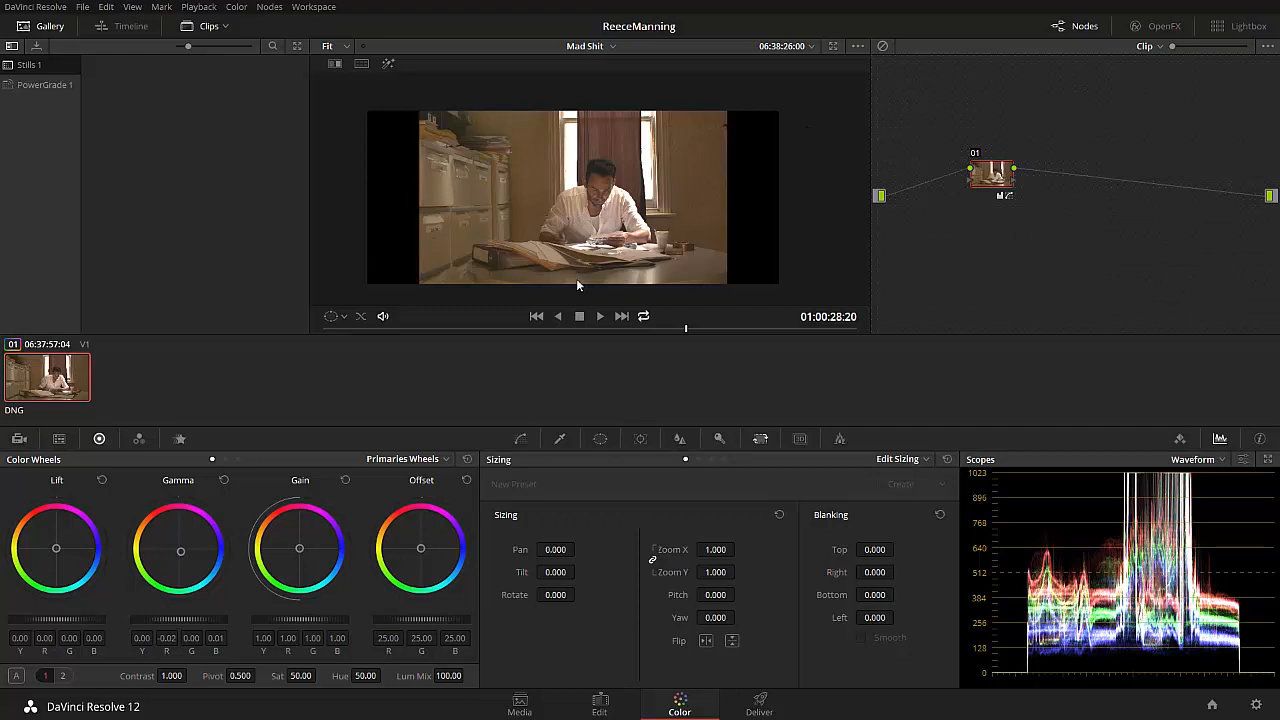 DaVinci Resolve File Edit View Mark Playback Color Nodes Workspace
Gallery Timeline Clips ReeceManning Nodes OpenFX Lightbox
Fit Mad Shit 06:38:26:00 Clip
Stills 1
PowerGrade 1
01
01:00:28:20
01 06:37:57:04 V1
DNG
Color Wheels Primaries Wheels Sizing Edit Sizing Scopes Waveform
Lift Gamma Gain Offset
New Preset Create
Sizing Blanking
Pan 0.000 Zoom X 1.000 Top 0.000
Tilt 0.000 Zoom Y 1.000 Right 0.000
Rotate 0.000 Pitch 0.000 Bottom 0.000
Yaw 0.000 Left 0.000
Flip Smooth
1023
896
768
640
512
384
256
128
0
0.00 0.00 0.00 0.00 0.00 -0.02 0.00 0.01 1.00 1.00 1.00 1.00 25.00 25.00 25.00
Y R G B Y R G B Y R G B R G B
A 1 2 Contrast 1.000 Pivot 0.500 Hue 50.00 Lum Mix 100.00
DaVinci Resolve 12 Media Edit Color Deliver